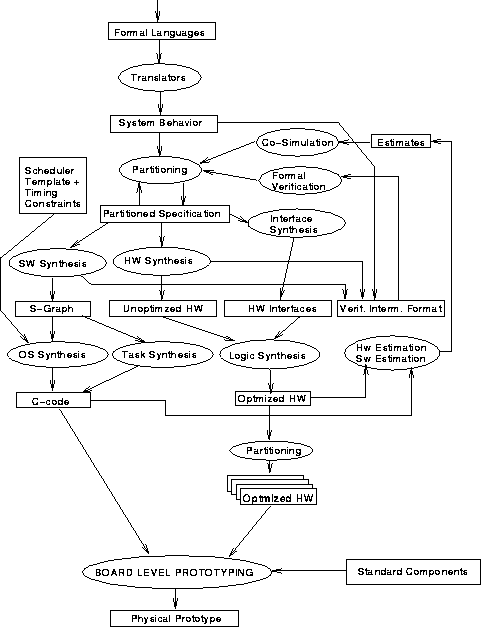 Formal Languages
Translators
System Behavior
Co-Simulation
Estimates
Scheduler
Template +
Timing
Constraints
Partitioning
Formal
Verification
Partitioned Specification
Interface
Synthesis
SW Synthesis
HW Synthesis
S-Graph
Unoptimized HW
HW Interfaces
Verif. Interm. Format
OS Synthesis
Task Synthesis
Logic Synthesis
Hw Estimation
Sw Estimation
C-code
Optmized HW
Partitioning
Optmized HW
BOARD LEVEL PROTOTYPING
Standard Components
Physical Prototype